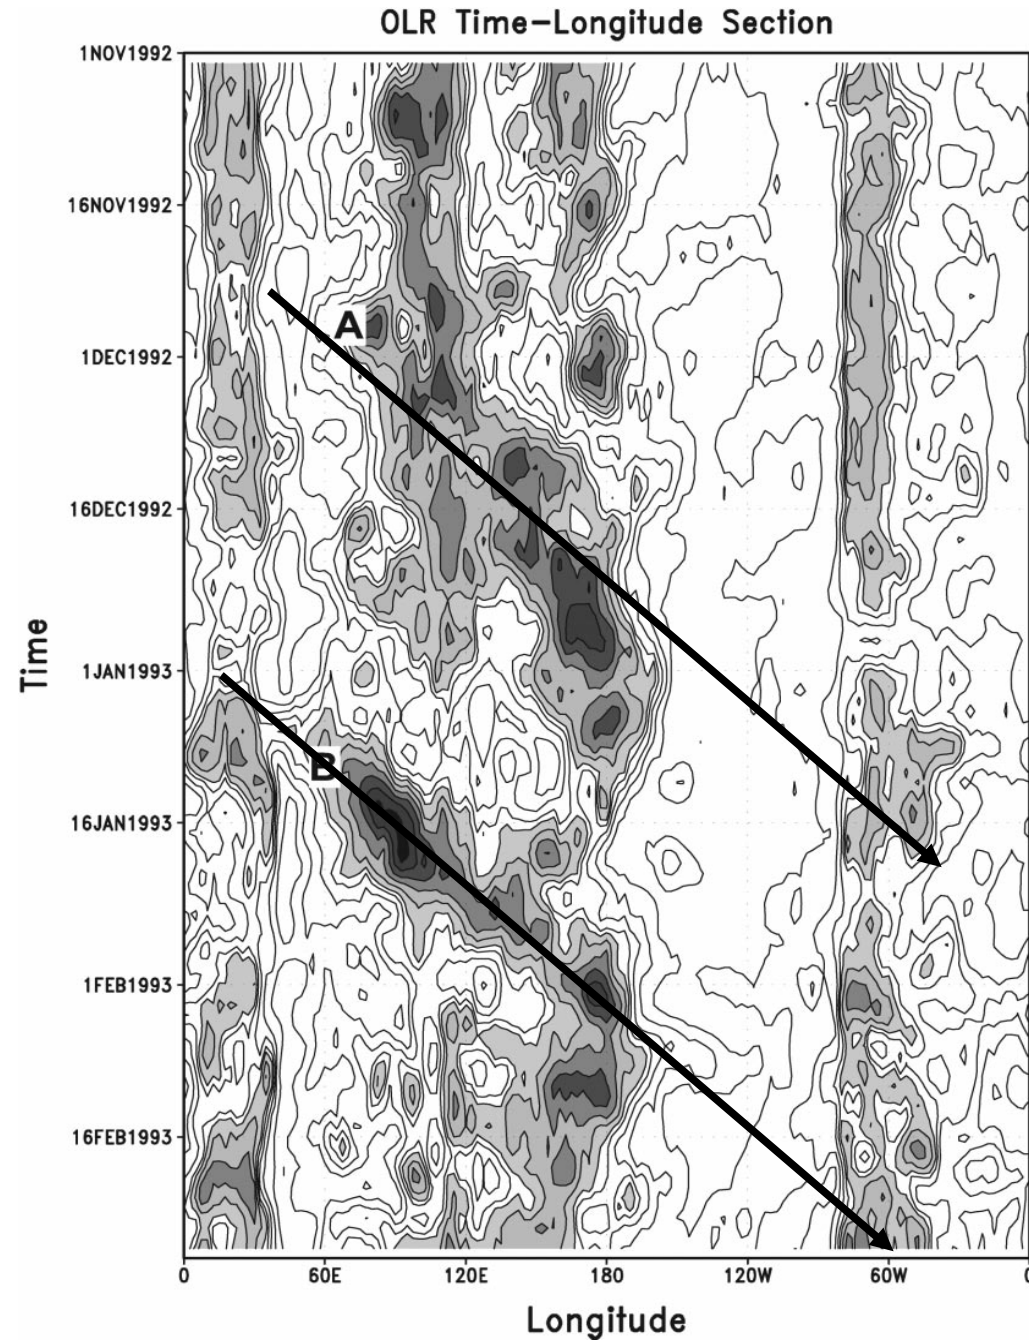 OLR Time-Longitude Section
1NOV1992
16NOV1992
A
1DEC1992
16DEC1992
Time
1JAN1993
B
16JAN1993
1FEB1993
16FEB1993
0 60E 120E 180 120W 60W 0
Longitude